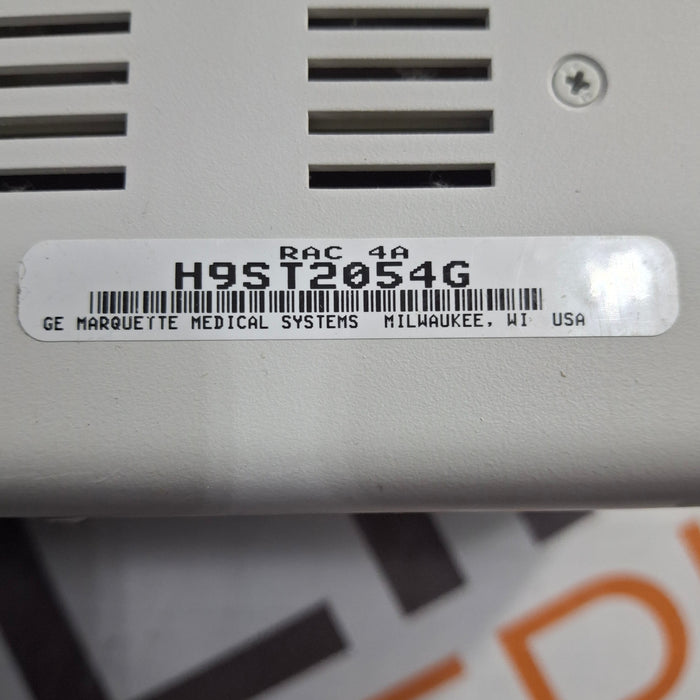 RAC 4A
H9ST2054G
GE MARQUETTE MEDICAL SYSTEMS MILWAUKEE, WI USA